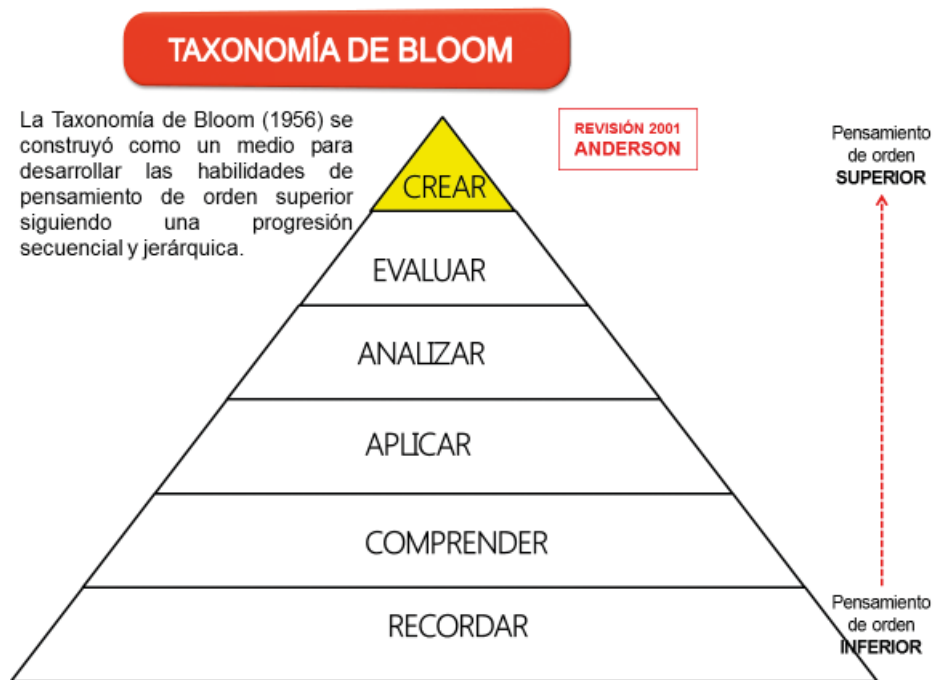 TAXONOMÍA DE BLOOM
La Taxonomía de Bloom (1956) se
construyó como un medio para
desarrollar las habilidades de
pensamiento de orden superior
siguiendo una progresión
secuencial y jerárquica.
REVISIÓN 2001
ANDERSON
Pensamiento
de orden
SUPERIOR
CREAR
EVALUAR
ANALIZAR
APLICAR
COMPRENDER
RECORDAR
Pensamiento
de orden
INFERIOR